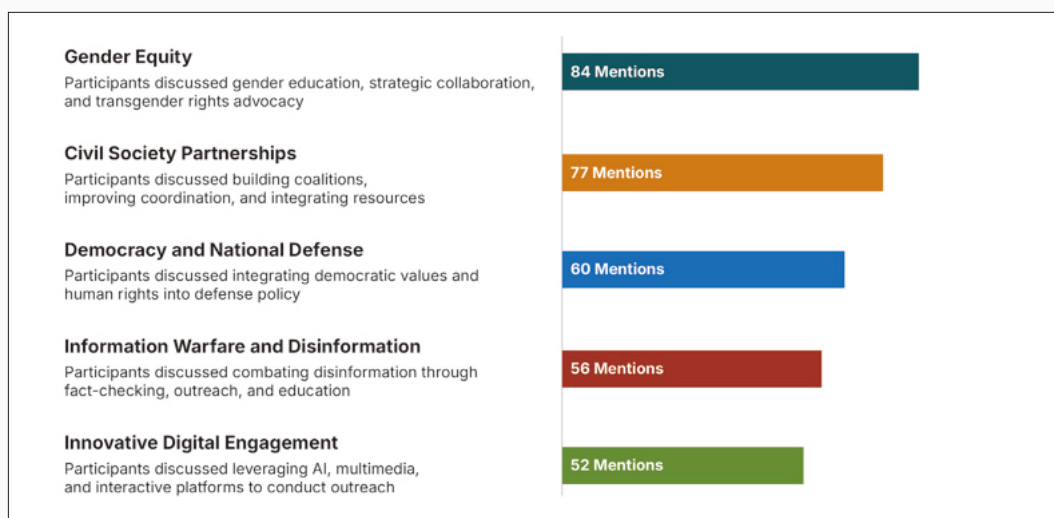 Gender Equity
Participants discussed gender education, strategic collaboration,
and transgender rights advocacy
84 Mentions
Civil Society Partnerships
Participants discussed building coalitions,
improving coordination, and integrating resources
77 Mentions
Democracy and National Defense
Participants discussed integrating democratic values and
human rights into defense policy
60 Mentions
Information Warfare and Disinformation
Participants discussed combating disinformation through
fact-checking, outreach, and education
56 Mentions
Innovative Digital Engagement
Participants discussed leveraging AI, multimedia,
and interactive platforms to conduct outreach
52 Mentions